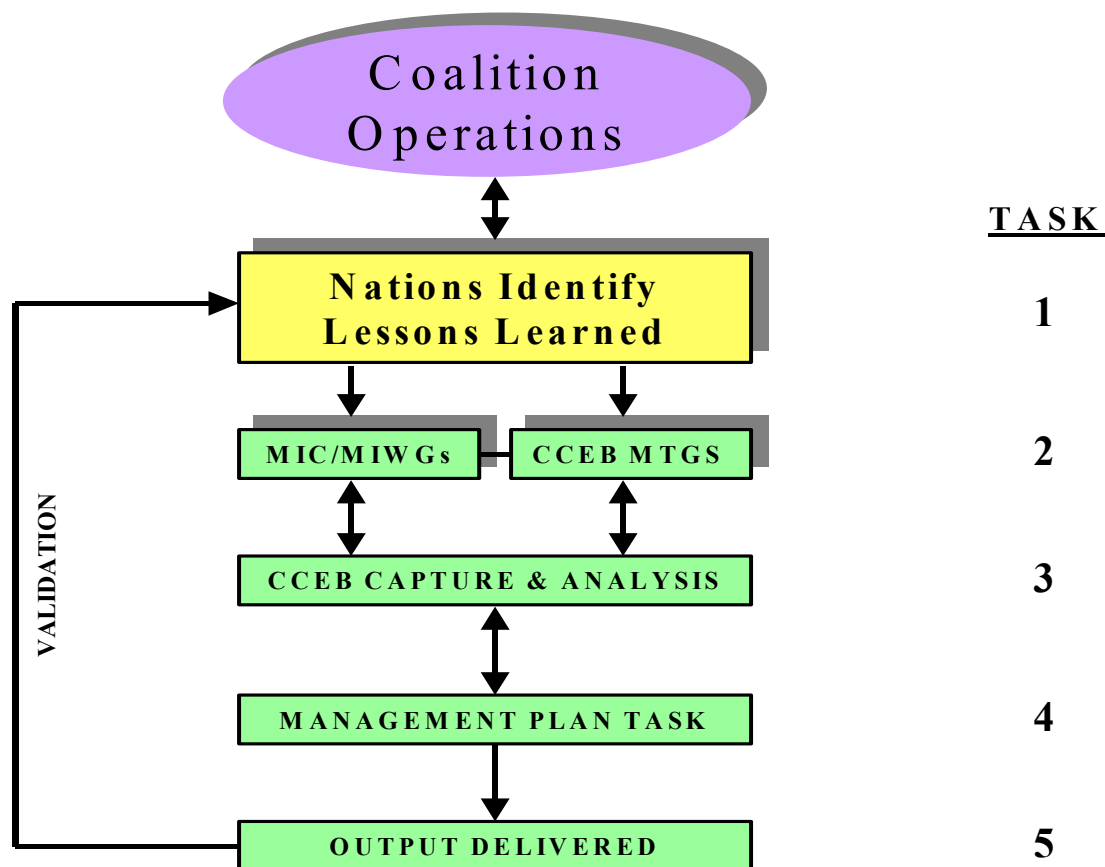 Coalition
Operations
TASK
Nations Identify
Lessons Learned
1
MIC/MIWGs
CCEB MTGS
2
VALIDATION
CCEB CAPTURE & ANALYSIS
3
MANAGEMENT PLAN TASK
4
OUTPUT DELIVERED
5